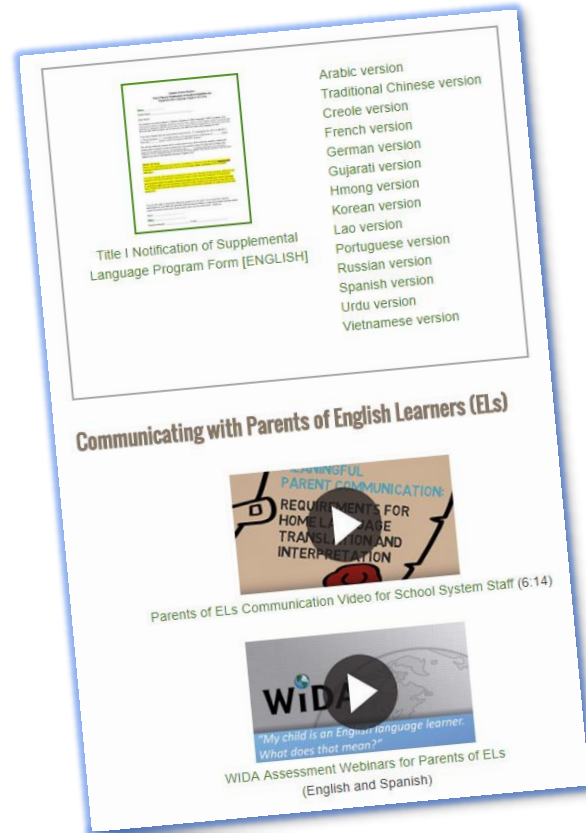 Title I Notification of Supplemental
Language Program Form [ENGLISH]
Arabic version
Traditional Chinese version
Creole version
French version
German version
Gujarati version
Hmong version
Korean version
Lao version
Portuguese version
Russian version
Spanish version
Urdu version
Vietnamese version
Communicating with Parents of English Learners (ELs)
MEANINGFUL
PARENT COMMUNICATION:
REQUIREMENTS FOR
HOME LANGUAGE
TRANSLATION AND
INTERPRETATION
Parents of ELs Communication Video for School System Staff (6:14)
WIDA
"My child is an English language learner.
What does that mean?"
WIDA Assessment Webinars for Parents of ELs
(English and Spanish)